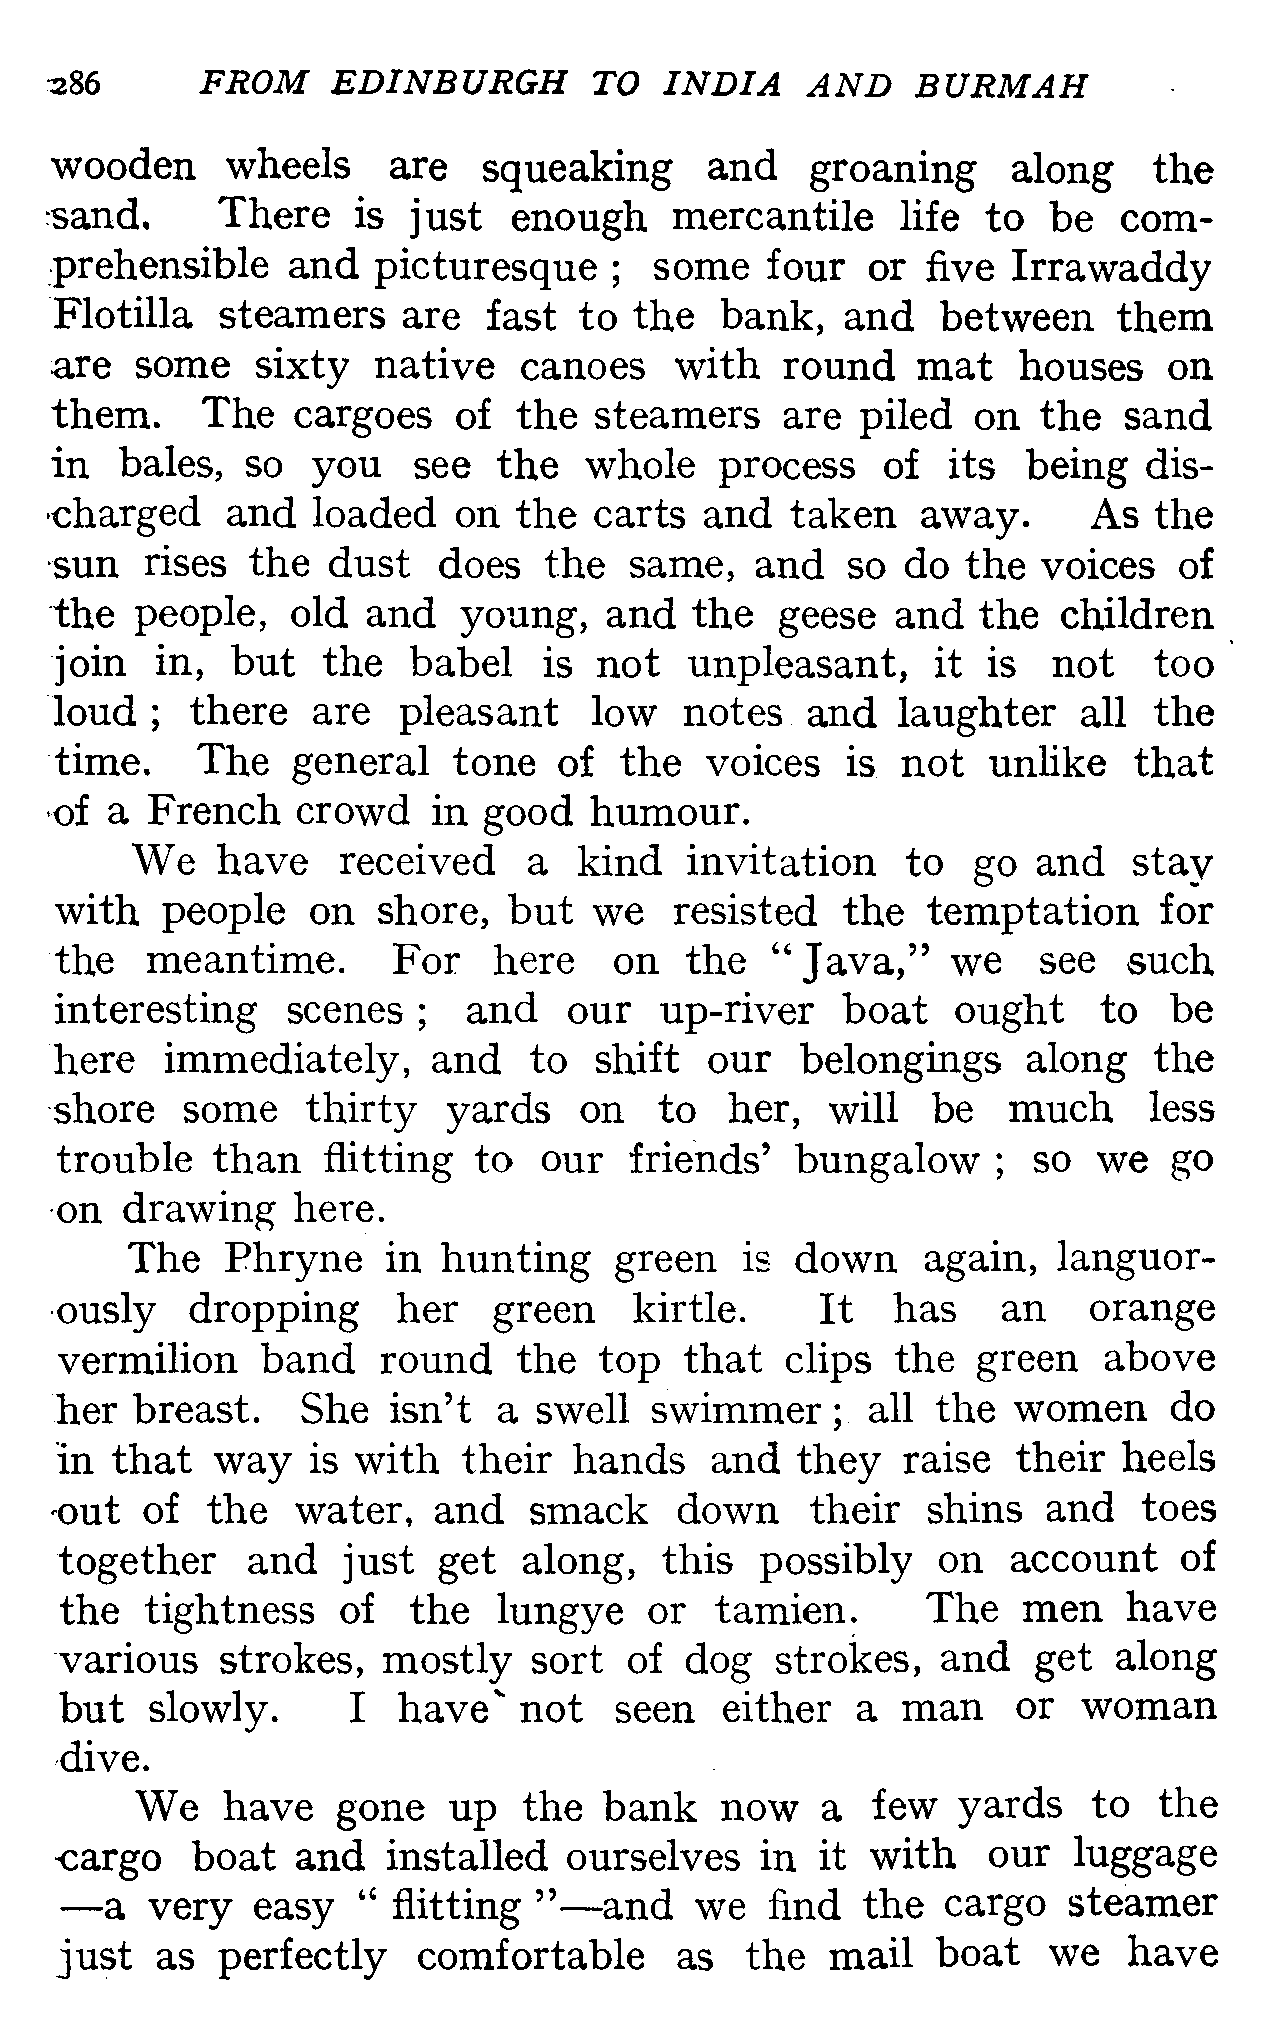 286 FROM EDINBURGH TO INDIA AND BURMAH
wooden wheels are squeaking and groaning along the
sand. There is just enough mercantile life to be com-
prehensible and picturesque ; some four or five Irrawaddy
Flotilla steamers are fast to the bank, and between them
are some sixty native canoes with round mat houses on
them. The cargoes of the steamers are piled on the sand
in bales, so you see the whole process of its being dis-
charged and loaded on the carts and taken away. As the
sun rises the dust does the same, and so do the voices of
the people, old and young, and the geese and the children
join in, but the babel is not unpleasant, it is not too
loud ; there are pleasant low notes and laughter all the
time. The general tone of the voices is not unlike that
of a French crowd in good humour.
We have received a kind invitation to go and stay
with people on shore, but we resisted the temptation for
the meantime. For here on the “ Java,” we see such
interesting scenes ; and our up-river boat ought to be
here immediately, and to shift our belongings along the
shore some thirty yards on to her, will be much less
trouble than flitting to our friends’ bungalow ; so we go
on drawing here.
The Phryne in hunting green is down again, languor-
ously dropping her green kirtle. It has an orange
vermilion band round the top that clips the green above
her breast. She isn’t a swell swimmer ; all the women do
in that way is with their hands and they raise their heels
out of the water, and smack down their shins and toes
together and just get along, this possibly on account of
the tightness of the lungye or tamien. The men have
various strokes, mostly sort of dog strokes, and get along
but slowly. I have not seen either a man or woman
dive.
We have gone up the bank now a few yards to the
cargo boat and installed ourselves in it with our luggage
—a very easy “ flitting ”—and we find the cargo steamer
just as perfectly comfortable as the mail boat we have